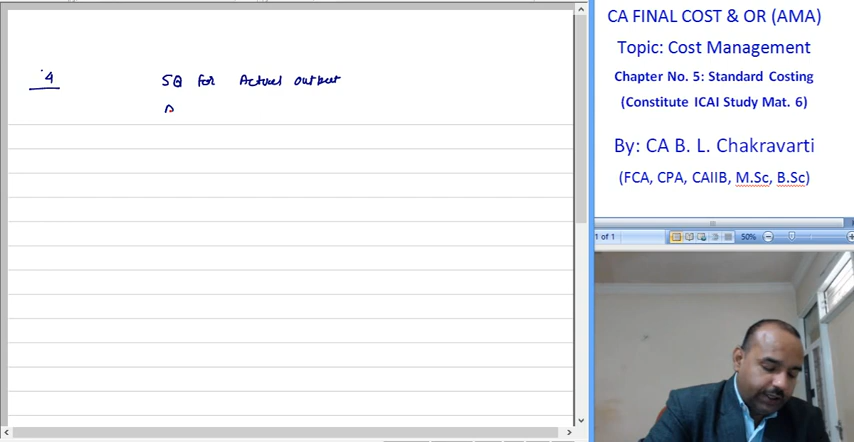 4 SQ for Actual output
A
CA FINAL COST & OR (AMA)
Topic: Cost Management
Chapter No. 5: Standard Costing
(Constitute ICAI Study Mat. 6)
By: CA B. L. Chakravarti
(FCA, CPA, CAIIB, M.Sc, B.Sc)
1 of 1 50%